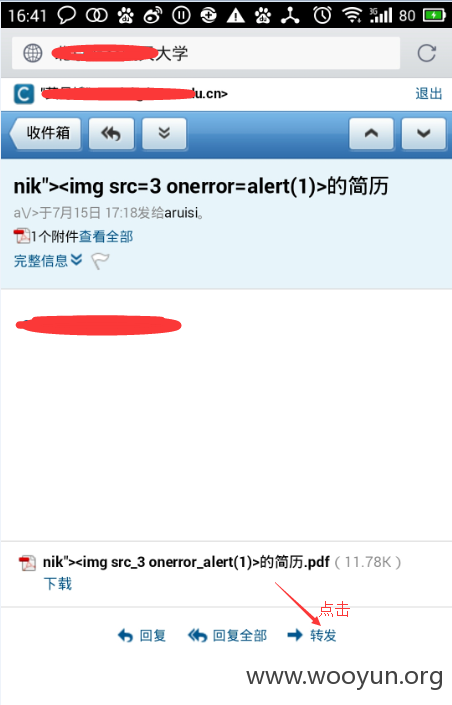 16:41
3G
80
大学
du.cn>
退出
收件箱
nik"><img src=3 onerror=alert(1)>的简历
a\/>于7月15日 17:18发给aruisi。
1个附件查看全部
完整信息
nik"><img src_3 onerror_alert(1)>的简历.pdf（11.78K）
下载
点击
回复
回复全部
转发
www.wooyun.org